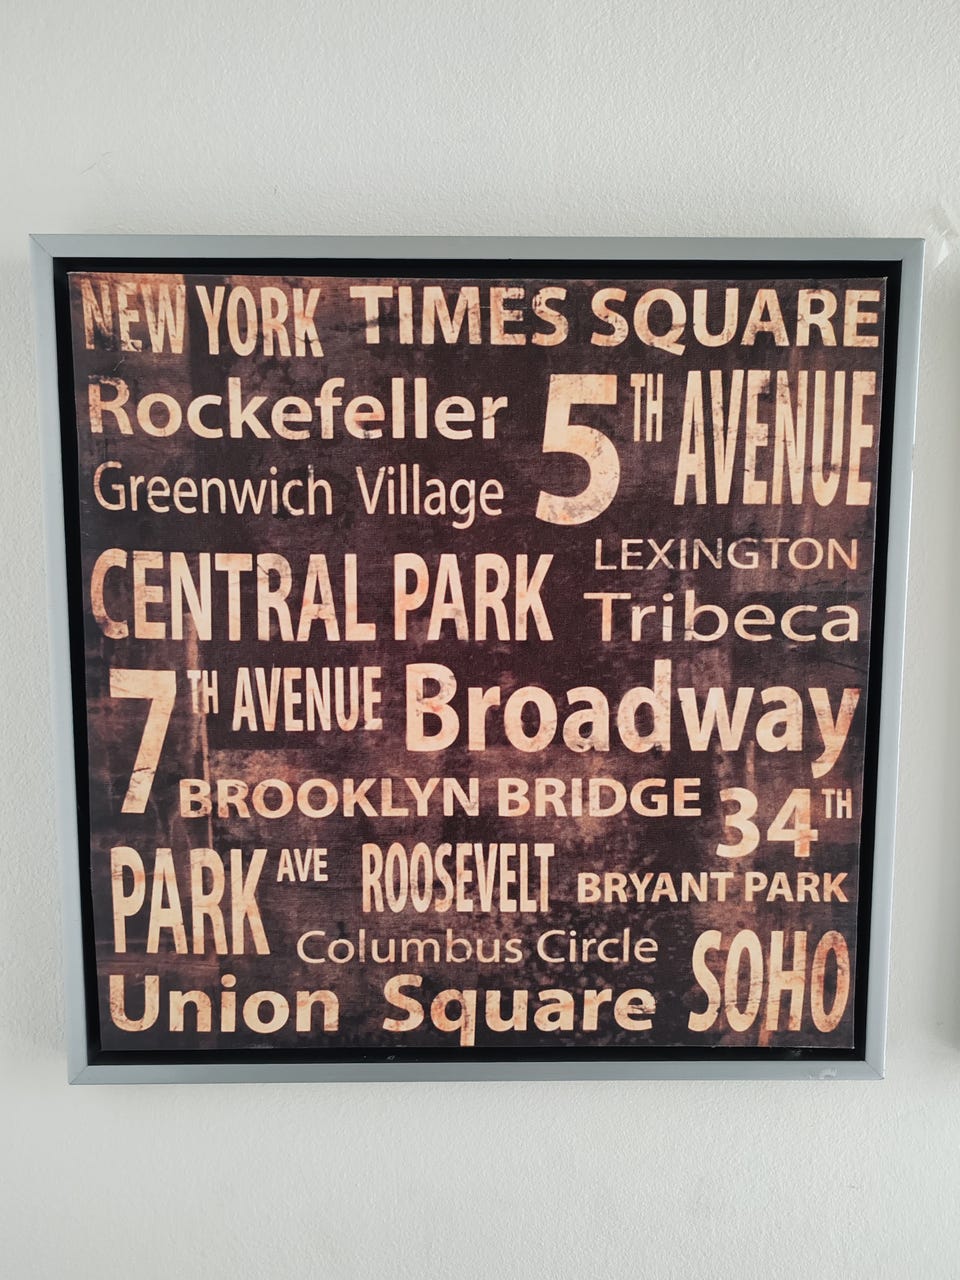 NEW YORK TIMES SQUARE
Rockefeller 5TH AVENUE
Greenwich Village
LEXINGTON
CENTRAL PARK
Tribeca
7TH AVENUE Broadway
BROOKLYN BRIDGE 34TH
PARK AVE ROOSEVELT BRYANT PARK
Columbus Circle
Union Square SOHO